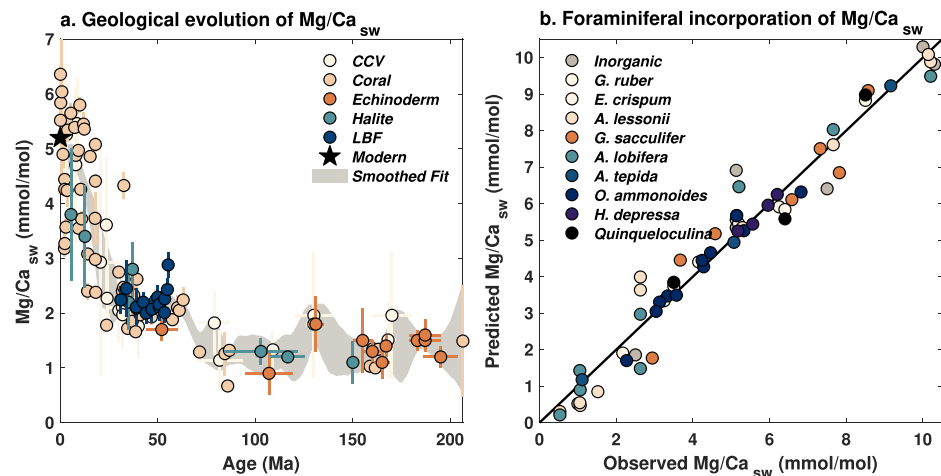 a. Geological evolution of Mg/Ca sw
7
6
5
4
3
2
1
0
Mg/Ca sw (mmol/mol)
CCV
Coral
Echinoderm
Halite
LBF
Modern
Smoothed Fit
0 50 100 150 200
Age (Ma)
b. Foraminiferal incorporation of Mg/Ca sw
10
9
8
7
6
5
4
3
2
1
0
Predicted Mg/Ca sw (mmol/mol)
Inorganic
G. ruber
E. crispum
A. lessonii
G. sacculifer
A. lobifera
A. tepida
O. ammonoides
H. depressa
Quinqueloculina
0 2 4 6 8 10
Observed Mg/Ca sw (mmol/mol)